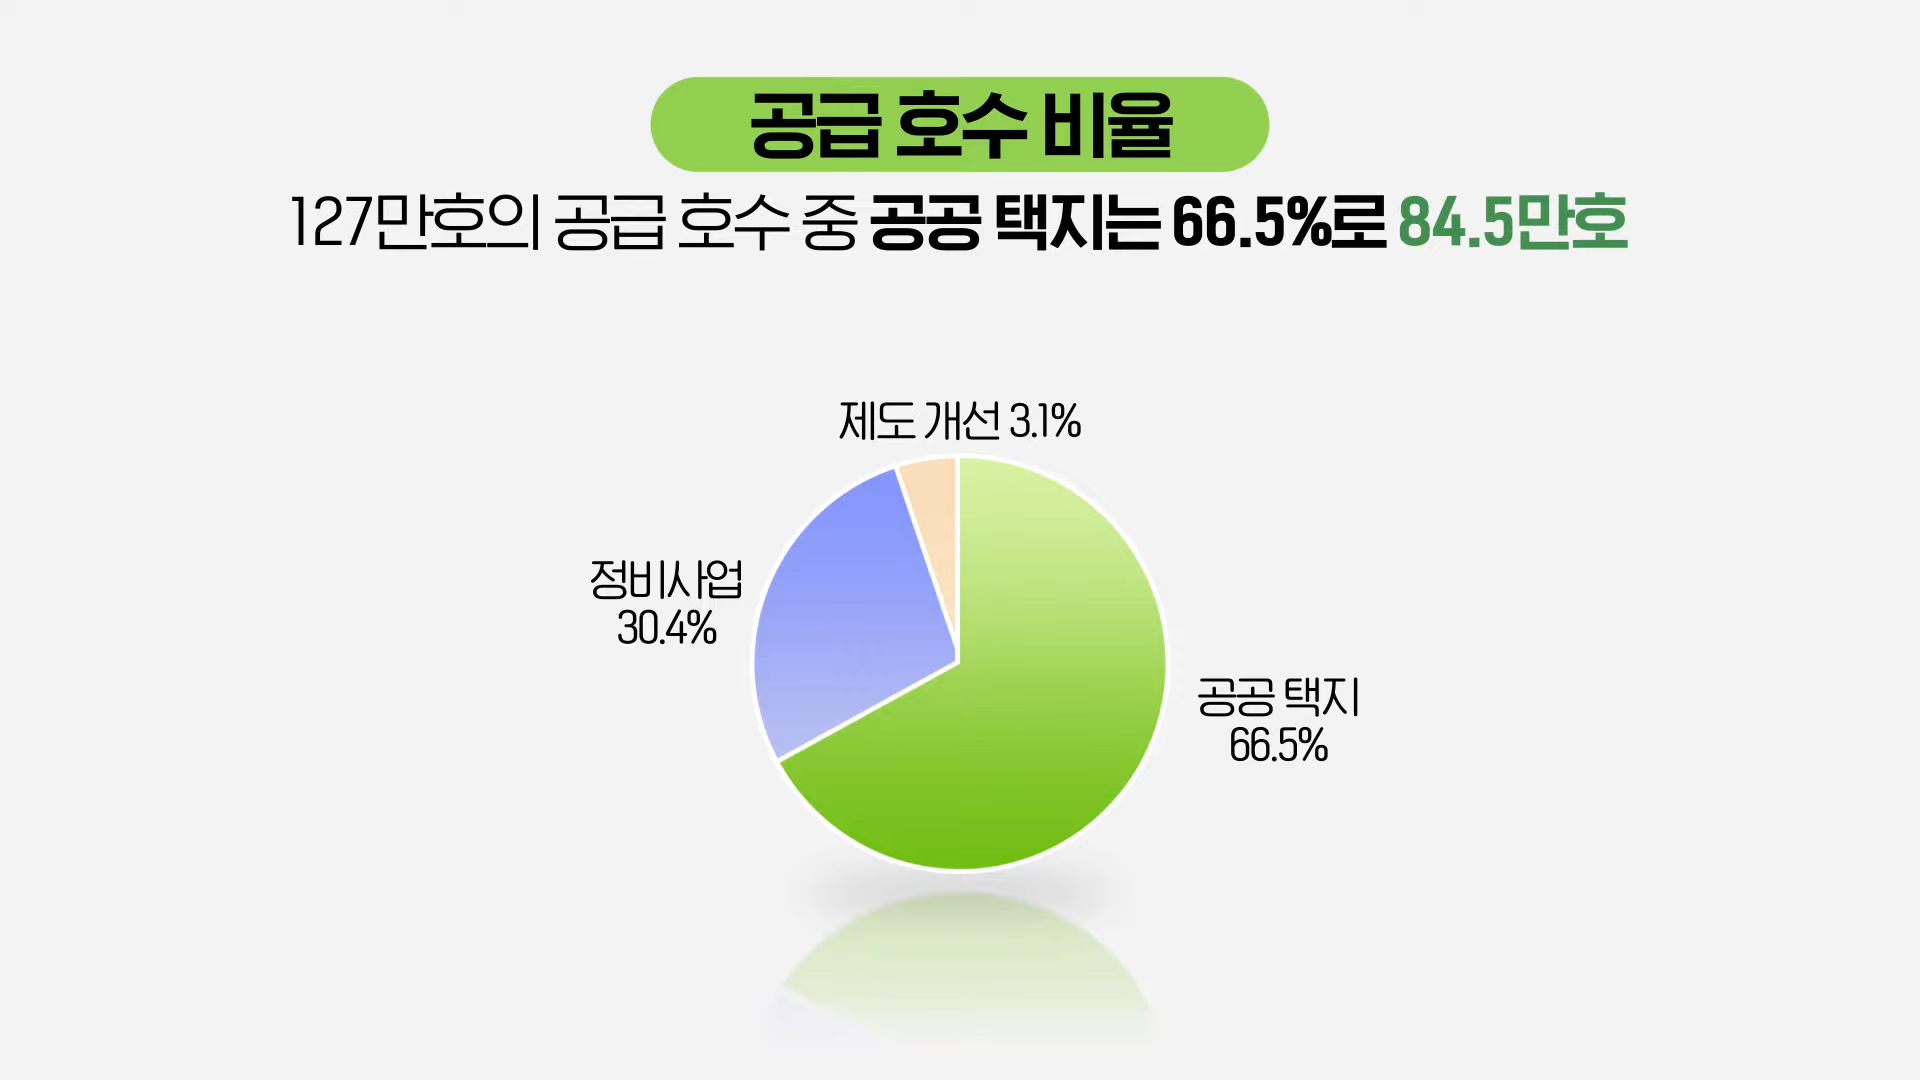 공급 호수 비율
127만호의 공급 호수 중 공공 택지는 66.5%로 84.5만호
제도 개선 3.1%
정비사업
30.4%
공공 택지
66.5%